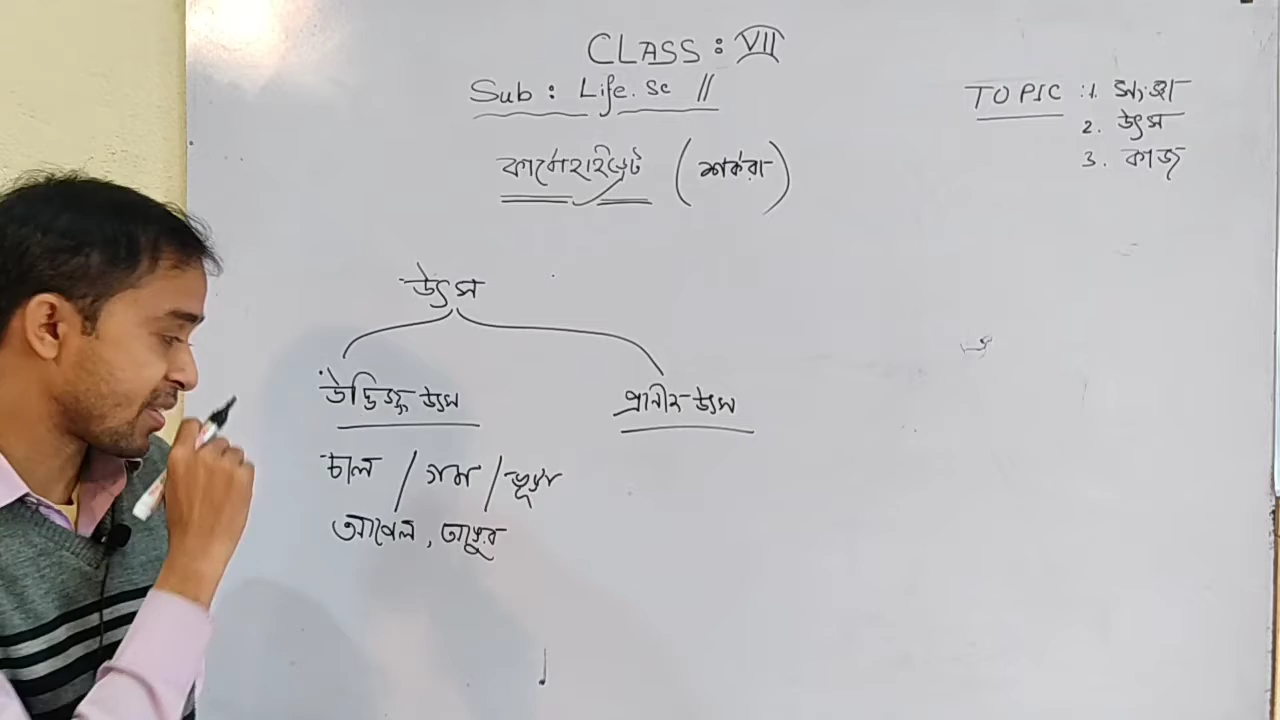 CLASS : VII
Sub : Life. Sc //
TOPIC : 1. সংজ্ঞা
2. উৎস
3. কাজ
কার্বোহাইড্রেট (শর্করা)
উৎস
উদ্ভিজ্জ উৎস
প্রানীজ উৎস
চাল / গম / ভূট্টা
আপেল, আঙুর